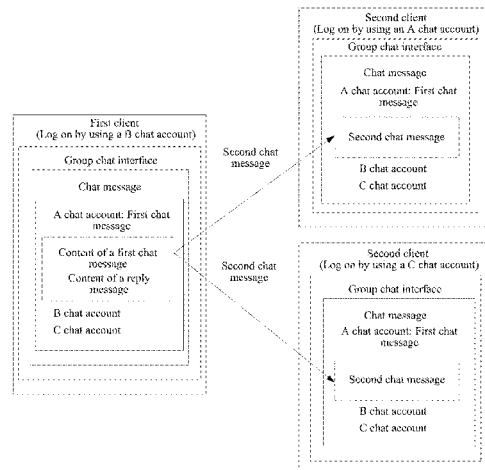 First client
(Log on by using a B chat account)
Group chat interface
Chat message
A chat account: First chat
message
Content of a first chat
message
Content of a reply
message
B chat account
C chat account
Second chat
message
Second chat
message
Second client
(Log on by using an A chat account)
Group chat interface
Chat message
A chat account: First chat
message
Second chat message
B chat account
C chat account
Second client
(Log on by using a C chat account)
Group chat interface
Chat message
A chat account: First chat
message
Second chat message
B chat account
C chat account